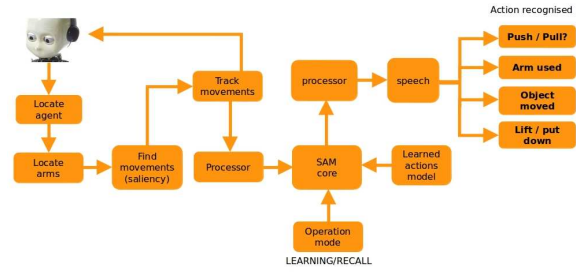 Action recognised
Push / Pull?
Track
movements
processor
speech
Arm used
Locate
agent
Object
moved
Lift / put
down
Locate
arms
Find
movements
(saliency)
Processor
SAM
core
Learned
actions
model
Operation
mode
LEARNING/RECALL